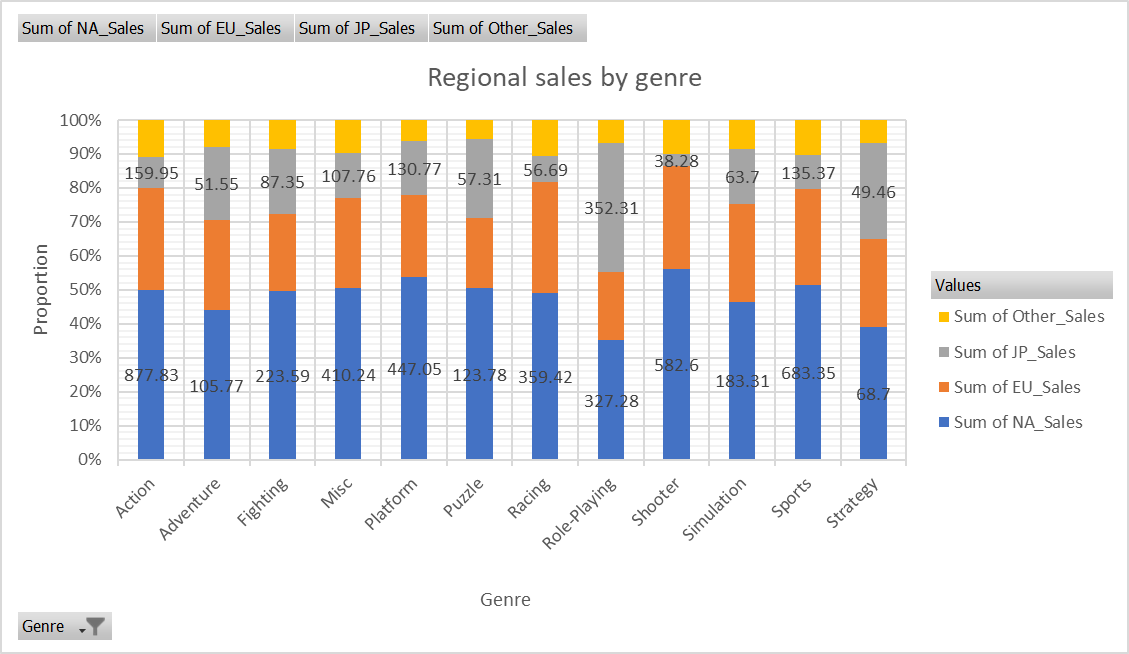 Sum of NA_Sales Sum of EU_Sales Sum of JP_Sales Sum of Other_Sales
Regional sales by genre
Proportion
100%
90%
80%
70%
60%
50%
40%
30%
20%
10%
0%
159.95 51.55 87.35 107.76 130.77 57.31 56.69 352.31 38.28 63.7 135.37 49.46
877.83 105.77 223.59 410.24 447.05 123.78 359.42 327.28 582.6 183.31 683.35 68.7
Action Adventure Fighting Misc Platform Puzzle Racing Role-Playing Shooter Simulation Sports Strategy
Genre
Values
Sum of Other_Sales
Sum of JP_Sales
Sum of EU_Sales
Sum of NA_Sales
Genre